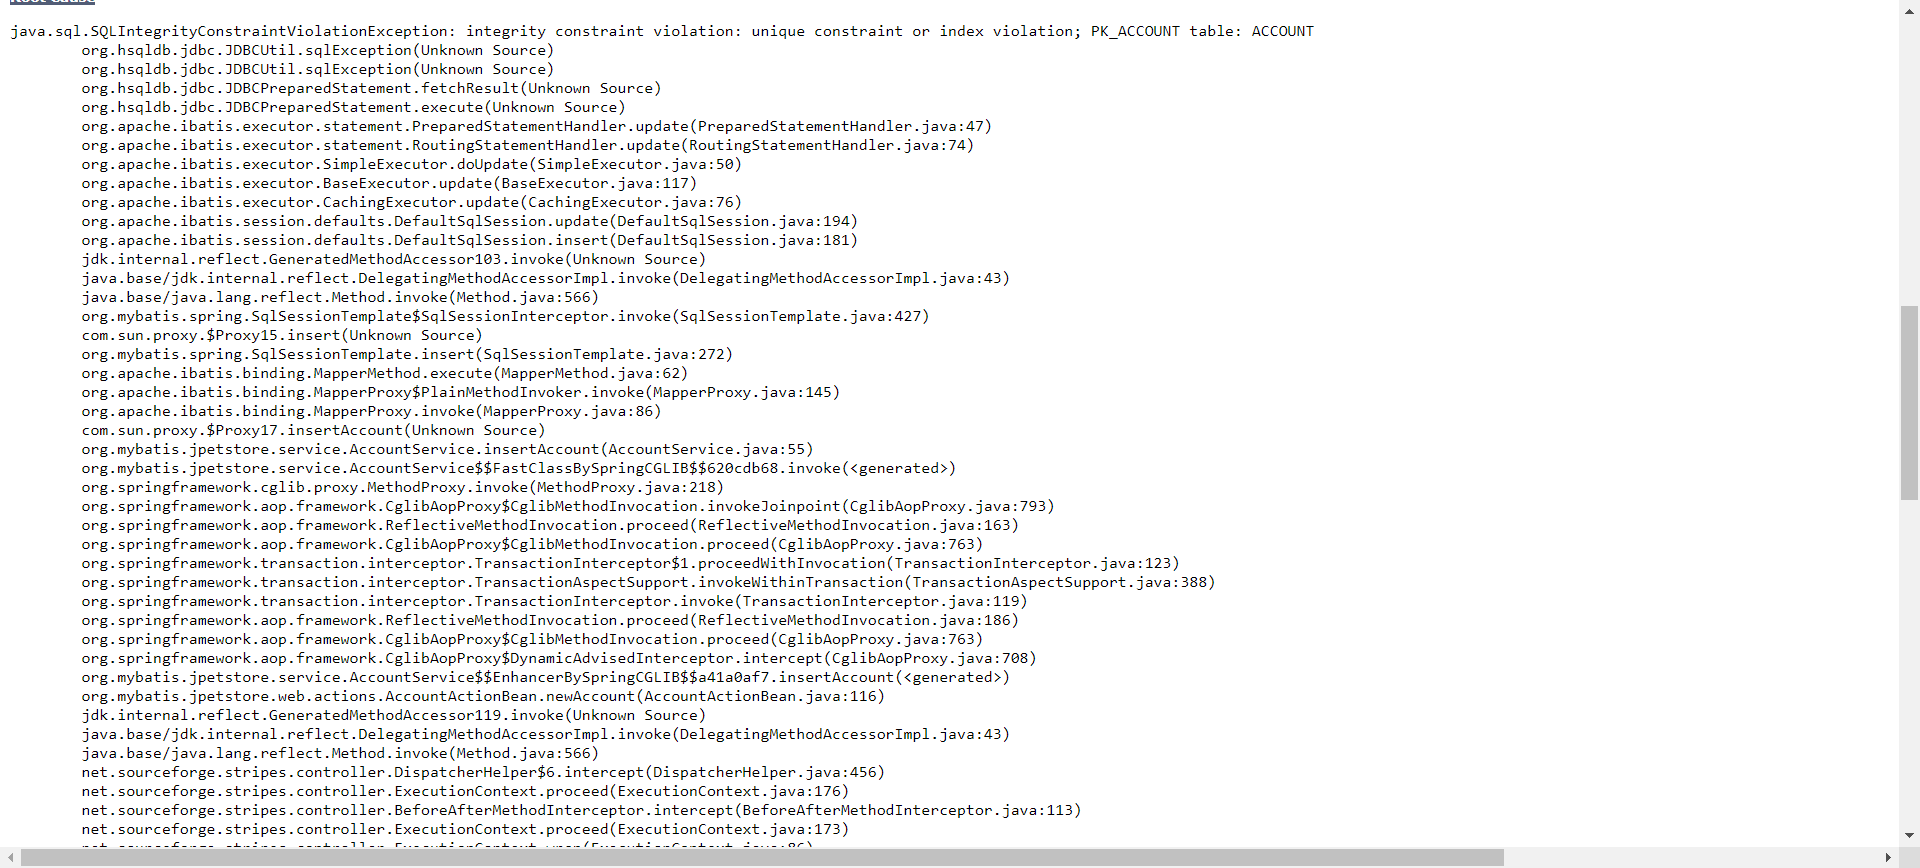 Root Cause
java.sql.SQLIntegrityConstraintViolationException: integrity constraint violation: unique constraint or index violation; PK_ACCOUNT table: ACCOUNT
org.hsqldb.jdbc.JDBCUtil.sqlException(Unknown Source)
org.hsqldb.jdbc.JDBCUtil.sqlException(Unknown Source)
org.hsqldb.jdbc.JDBCPreparedStatement.fetchResult(Unknown Source)
org.hsqldb.jdbc.JDBCPreparedStatement.execute(Unknown Source)
org.apache.ibatis.executor.statement.PreparedStatementHandler.update(PreparedStatementHandler.java:47)
org.apache.ibatis.executor.statement.RoutingStatementHandler.update(RoutingStatementHandler.java:74)
org.apache.ibatis.executor.SimpleExecutor.doUpdate(SimpleExecutor.java:50)
org.apache.ibatis.executor.BaseExecutor.update(BaseExecutor.java:117)
org.apache.ibatis.executor.CachingExecutor.update(CachingExecutor.java:76)
org.apache.ibatis.session.defaults.DefaultSqlSession.update(DefaultSqlSession.java:194)
org.apache.ibatis.session.defaults.DefaultSqlSession.insert(DefaultSqlSession.java:181)
jdk.internal.reflect.GeneratedMethodAccessor103.invoke(Unknown Source)
java.base/jdk.internal.reflect.DelegatingMethodAccessorImpl.invoke(DelegatingMethodAccessorImpl.java:43)
java.base/java.lang.reflect.Method.invoke(Method.java:566)
org.mybatis.spring.SqlSessionTemplate$SqlSessionInterceptor.invoke(SqlSessionTemplate.java:427)
com.sun.proxy.$Proxy15.insert(Unknown Source)
org.mybatis.spring.SqlSessionTemplate.insert(SqlSessionTemplate.java:272)
org.apache.ibatis.binding.MapperMethod.execute(MapperMethod.java:62)
org.apache.ibatis.binding.MapperProxy$PlainMethodInvoker.invoke(MapperProxy.java:145)
org.apache.ibatis.binding.MapperProxy.invoke(MapperProxy.java:86)
com.sun.proxy.$Proxy17.insertAccount(Unknown Source)
org.mybatis.jpetstore.service.AccountService.insertAccount(AccountService.java:55)
org.mybatis.jpetstore.service.AccountService$$FastClassBySpringCGLIB$$620cdb68.invoke(<generated>)
org.springframework.cglib.proxy.MethodProxy.invoke(MethodProxy.java:218)
org.springframework.aop.framework.CglibAopProxy$CglibMethodInvocation.invokeJoinpoint(CglibAopProxy.java:793)
org.springframework.aop.framework.ReflectiveMethodInvocation.proceed(ReflectiveMethodInvocation.java:163)
org.springframework.aop.framework.CglibAopProxy$CglibMethodInvocation.proceed(CglibAopProxy.java:763)
org.springframework.transaction.interceptor.TransactionInterceptor$1.proceedWithInvocation(TransactionInterceptor.java:123)
org.springframework.transaction.interceptor.TransactionAspectSupport.invokeWithinTransaction(TransactionAspectSupport.java:388)
org.springframework.transaction.interceptor.TransactionInterceptor.invoke(TransactionInterceptor.java:119)
org.springframework.aop.framework.ReflectiveMethodInvocation.proceed(ReflectiveMethodInvocation.java:186)
org.springframework.aop.framework.CglibAopProxy$CglibMethodInvocation.proceed(CglibAopProxy.java:763)
org.springframework.aop.framework.CglibAopProxy$DynamicAdvisedInterceptor.intercept(CglibAopProxy.java:708)
org.mybatis.jpetstore.service.AccountService$$EnhancerBySpringCGLIB$$a41a0af7.insertAccount(<generated>)
org.mybatis.jpetstore.web.actions.AccountActionBean.newAccount(AccountActionBean.java:116)
jdk.internal.reflect.GeneratedMethodAccessor119.invoke(Unknown Source)
java.base/jdk.internal.reflect.DelegatingMethodAccessorImpl.invoke(DelegatingMethodAccessorImpl.java:43)
java.base/java.lang.reflect.Method.invoke(Method.java:566)
net.sourceforge.stripes.controller.DispatcherHelper$6.intercept(DispatcherHelper.java:456)
net.sourceforge.stripes.controller.ExecutionContext.proceed(ExecutionContext.java:176)
net.sourceforge.stripes.controller.BeforeAfterMethodInterceptor.intercept(BeforeAfterMethodInterceptor.java:113)
net.sourceforge.stripes.controller.ExecutionContext.proceed(ExecutionContext.java:173)